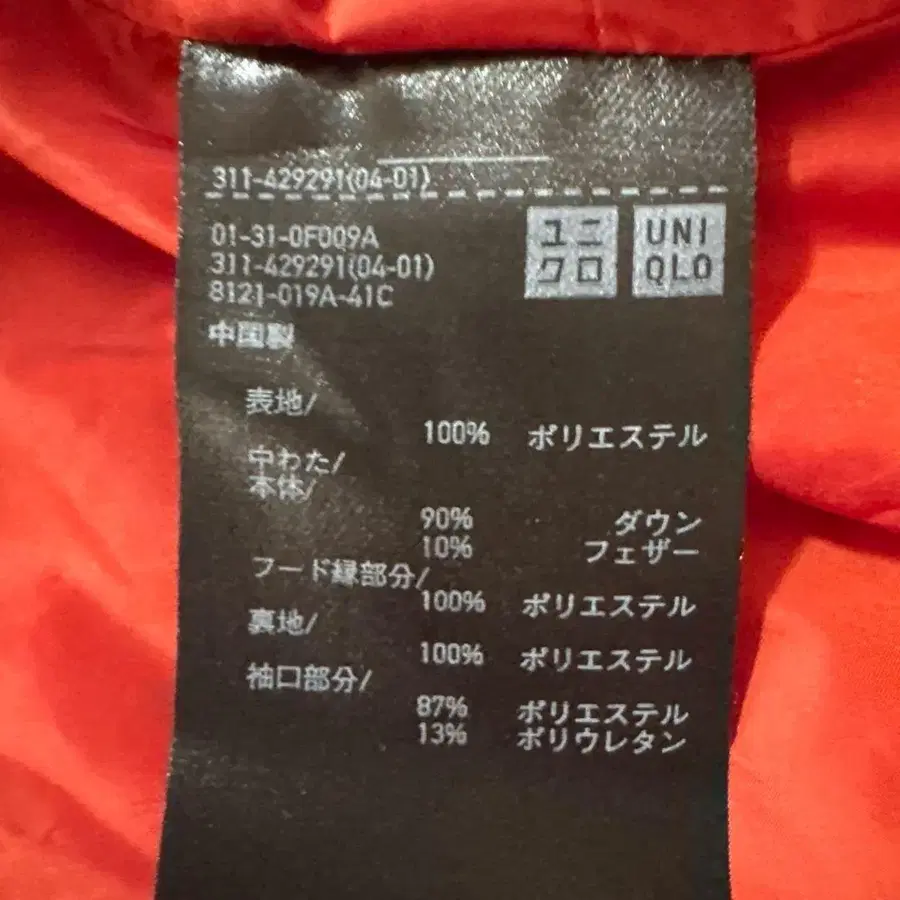 311-429291(04-01)
01-31-0F009A
311-429291(04-01)
8121-019A-41C
ユニ
クロ
UNI
QLO
中国製
表地/
100% ポリエステル
中わた/
本体/
90% ダウン
10% フェザー
フード縁部分/
100% ポリエステル
裏地/
100% ポリエステル
袖口部分/
87% ポリエステル
13% ポリウレタン